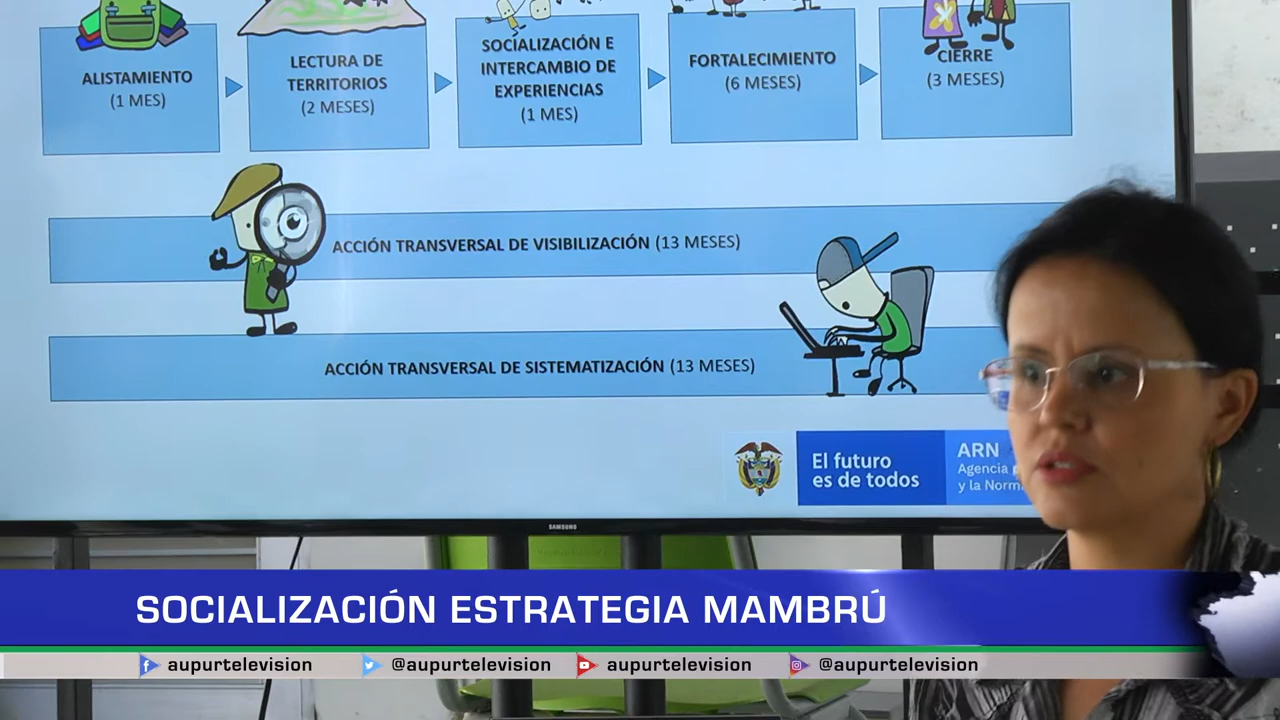 ALISTAMIENTO
(1 MES)
LECTURA DE
TERRITORIOS
(2 MESES)
SOCIALIZACIÓN E
INTERCAMBIO DE
EXPERIENCIAS
(1 MES)
FORTALECIMIENTO
(6 MESES)
CIERRE
(3 MESES)
ACCIÓN TRANSVERSAL DE VISIBILIZACIÓN (13 MESES)
ACCIÓN TRANSVERSAL DE SISTEMATIZACIÓN (13 MESES)
El futuro
es de todos
ARN
Agencia
y la Norm
SAMSUNG
SOCIALIZACIÓN ESTRATEGIA MAMBRÚ
aupurtelevision
@aupurtelevision
aupurtelevision
@aupurtelevision